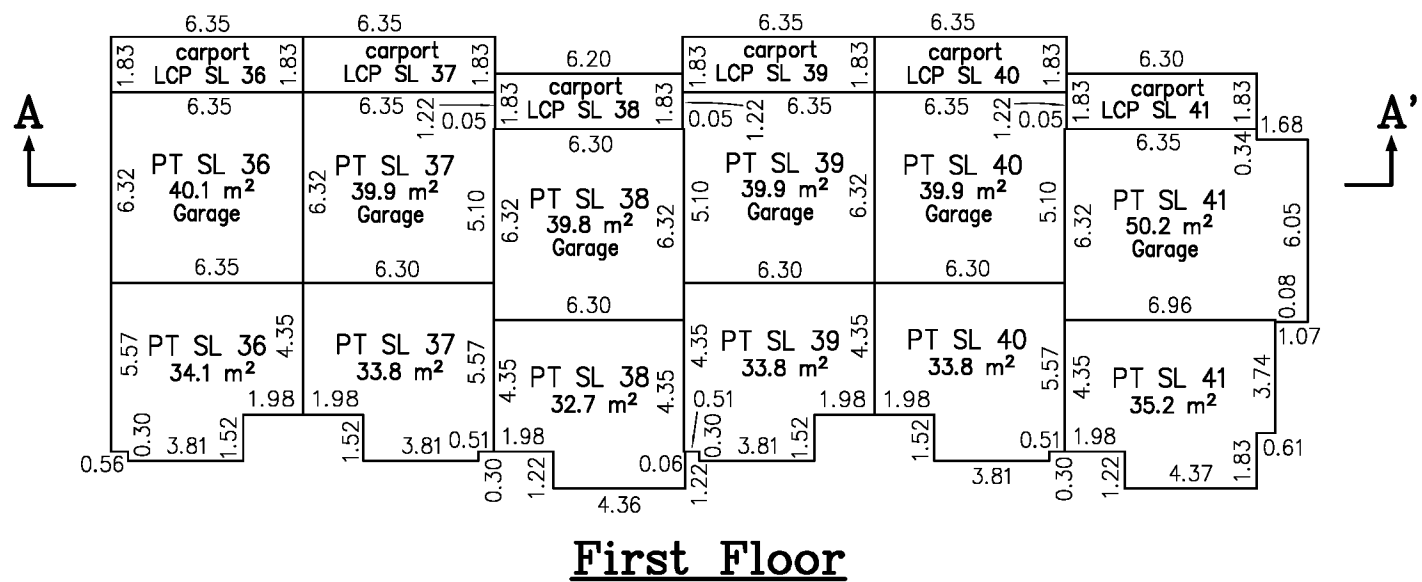 6.35 6.35 6.35 6.35
1.83 carport 1.83 carport 1.83 6.20 1.83 carport carport 1.83 6.30
LCP SL 36 LCP SL 37 LCP SL 39 LCP SL 40
1.83 carport 1.83 1.83 carport 1.83
LCP SL 38 LCP SL 41
6.35 6.35 1.22 0.05 0.05 1.22 6.35 6.35 1.22 0.05 1.68
A 6.30 6.35 0.34 A'
PT SL 36 PT SL 37 PT SL 39 PT SL 40
40.1 m² 39.9 m² 39.9 m² 39.9 m²
Garage Garage Garage Garage
6.32 6.32 5.10 5.10 6.32 5.10
PT SL 38 PT SL 41
39.8 m² 50.2 m²
Garage Garage
6.32 6.32 6.32 6.05
6.35 6.30 6.30 6.30
6.30 6.96 0.08
1.07
PT SL 36 PT SL 37 PT SL 39 PT SL 40
34.1 m² 33.8 m² 33.8 m² 33.8 m²
5.57 4.35 5.57 4.35 4.35 5.57
PT SL 38 PT SL 41
32.7 m² 35.2 m²
4.35 4.35 4.35 3.74
1.98 1.98 0.51 1.98 1.98
0.30 3.81 1.52 1.52 3.81 0.51 1.98 0.30 3.81 1.52 1.52 0.51 1.98 0.61
0.56 0.30 1.22 0.06 1.22 3.81 0.30 1.22 4.37 1.83
4.36
First Floor